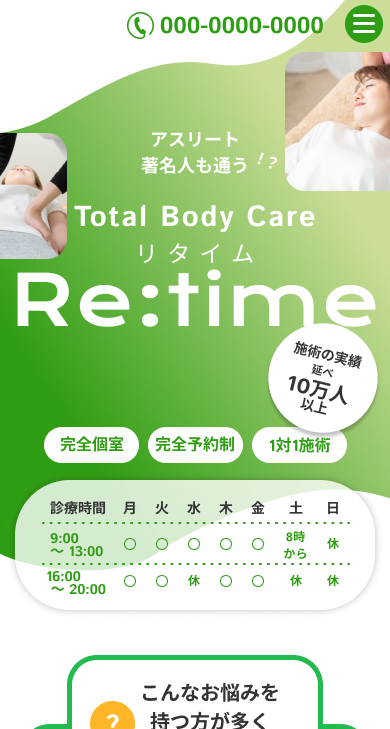 000-0000-0000
アスリート
著名人も通う !?
Total Body Care
リタイム
Re:time
施術の実績
延べ
10万人
以上
完全個室 完全予約制 1対1施術
診療時間 月 火 水 木 金 土 日
9:00
～ 13:00 〇 〇 〇 〇 〇 8時
から 休
16:00
～ 20:00 〇 〇 休 〇 〇 休 休
こんなお悩みを
?
持つ方が多く